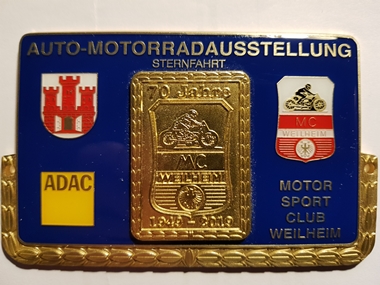 AUTO-MOTORRADAUSSTELLUNG
STERNFAHRT
70 Jahre
MC
WEILHEIM
1949 - 2019
ADAC
MC
WEILHEIM
MOTOR
SPORT
CLUB
WEILHEIM